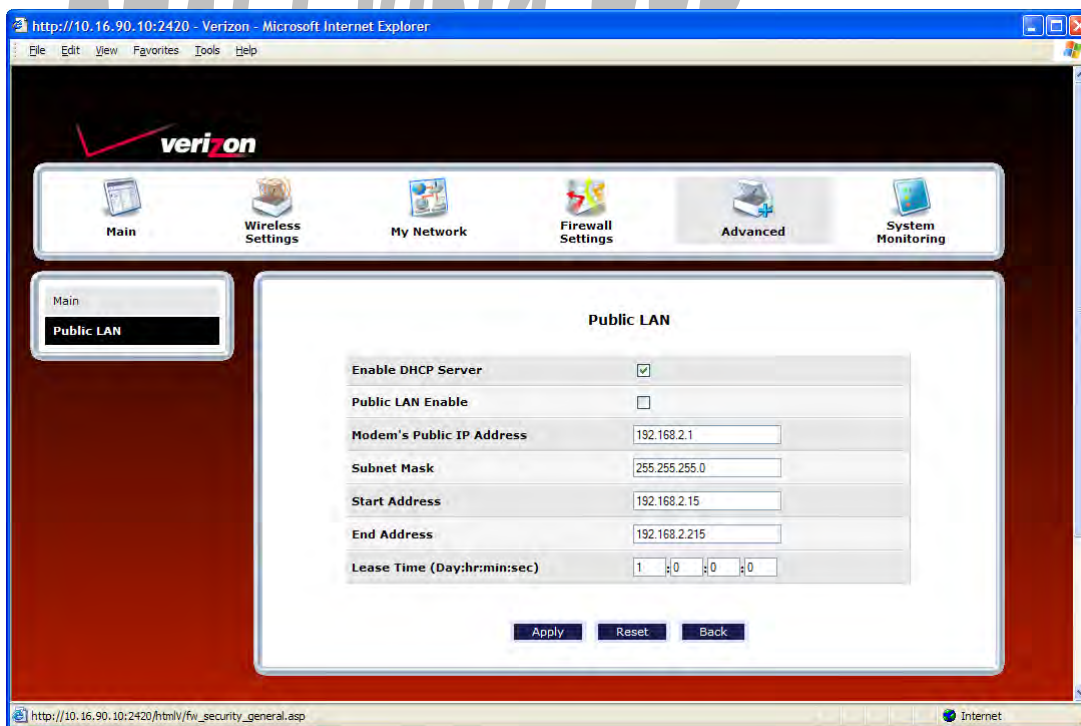 http://10.16.90.10:2420 - Verizon - Microsoft Internet Explorer
File Edit View Favorites Tools Help
verizon
Main
Wireless Settings
My Network
Firewall Settings
Advanced
System Monitoring
Main
Public LAN
Public LAN
Enable DHCP Server
Public LAN Enable
Modem's Public IP Address 192.168.2.1
Subnet Mask 255.255.255.0
Start Address 192.168.2.15
End Address 192.168.2.215
Lease Time (Day:hr:min:sec) 1 :0 :0 :0
Apply Reset Back
http://10.16.90.10:2420/htmlV/fw_security_general.asp Internet